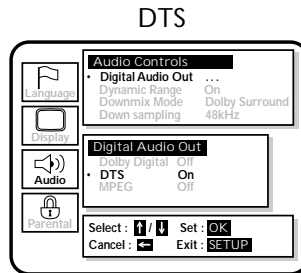 DTS
Language
Display
Audio
Parental
Audio Controls
• Digital Audio Out ...
Dynamic Range On
Downmix Mode Dolby Surround
Down sampling 48kHz
Digital Audio Out
Dolby Digital Off
• DTS On
MPEG Off
Select : ⬆ / ⬇ Set : OK
Cancel : ⬅ Exit : SETUP